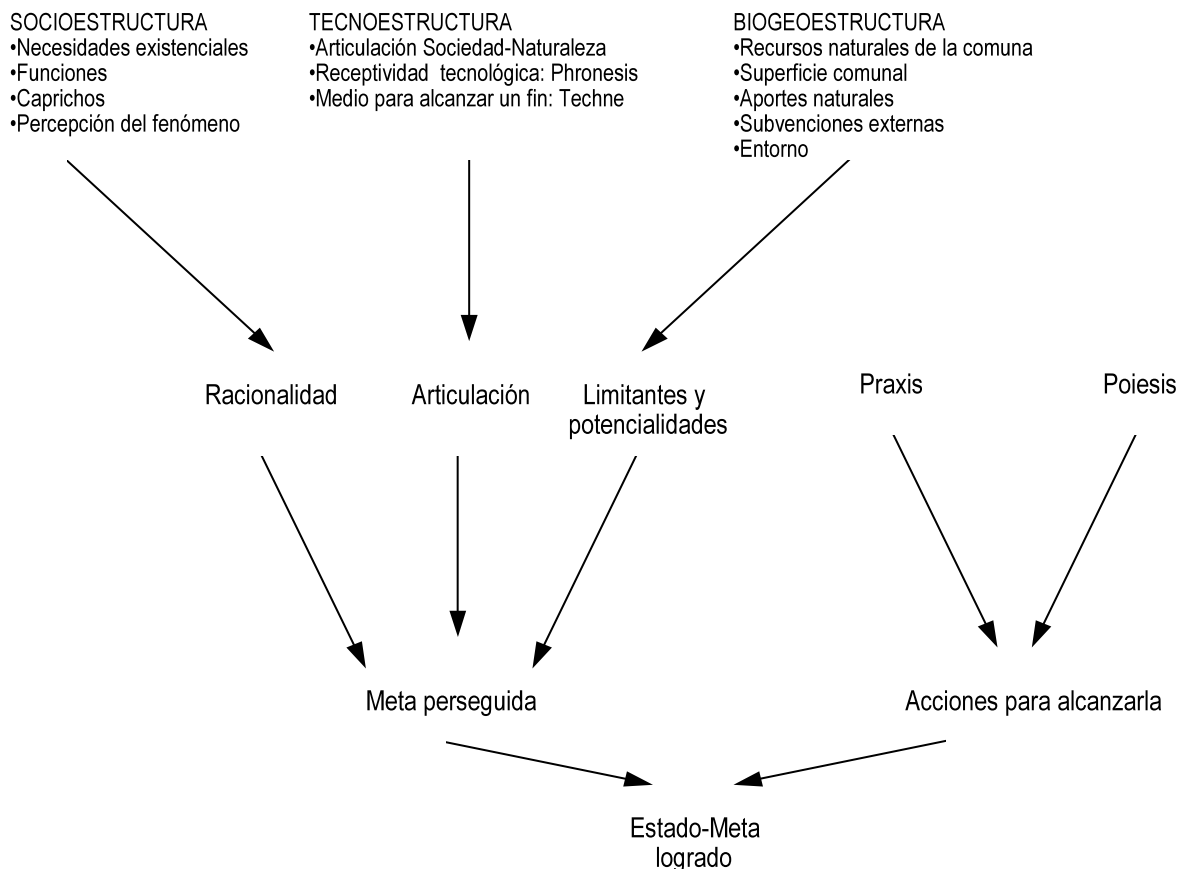 SOCIOESTRUCTURA
•Necesidades existenciales
•Funciones
•Caprichos
•Percepción del fenómeno
TECNOESTRUCTURA
•Articulación Sociedad-Naturaleza
•Receptividad tecnológica: Phronesis
•Medio para alcanzar un fin: Techne
BIOGEOESTRUCTURA
•Recursos naturales de la comuna
•Superficie comunal
•Aportes naturales
•Subvenciones externas
•Entorno
Racionalidad
Articulación
Limitantes y
potencialidades
Praxis
Poiesis
Meta perseguida
Acciones para alcanzarla
Estado-Meta
logrado